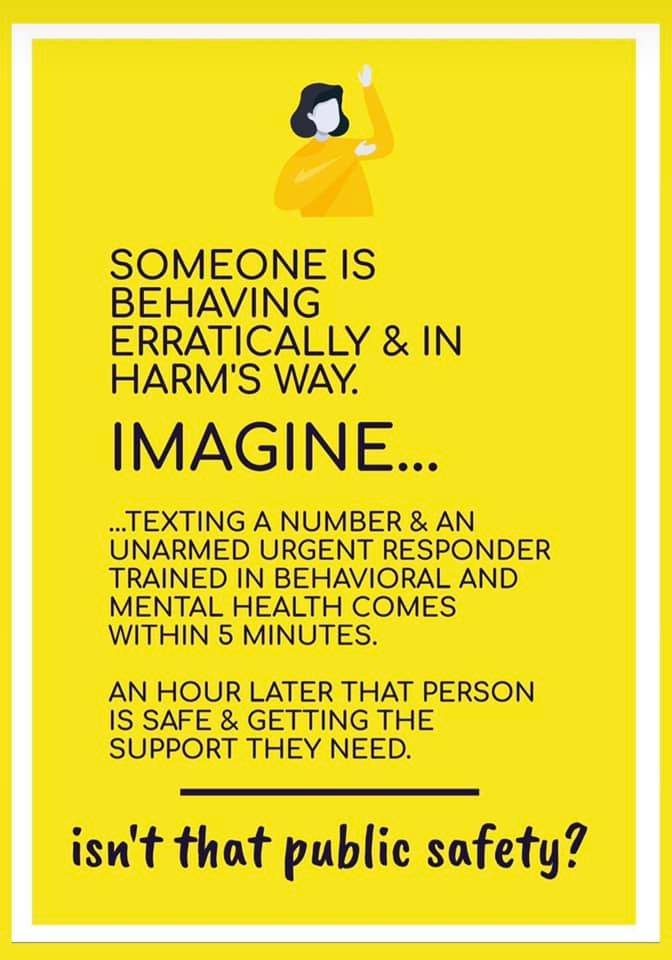 SOMEONE IS
BEHAVING
ERRATICALLY & IN
HARM'S WAY.
IMAGINE...
...TEXTING A NUMBER & AN
UNARMED URGENT RESPONDER
TRAINED IN BEHAVIORAL AND
MENTAL HEALTH COMES
WITHIN 5 MINUTES.
AN HOUR LATER THAT PERSON
IS SAFE & GETTING THE
SUPPORT THEY NEED.
isn't that public safety?